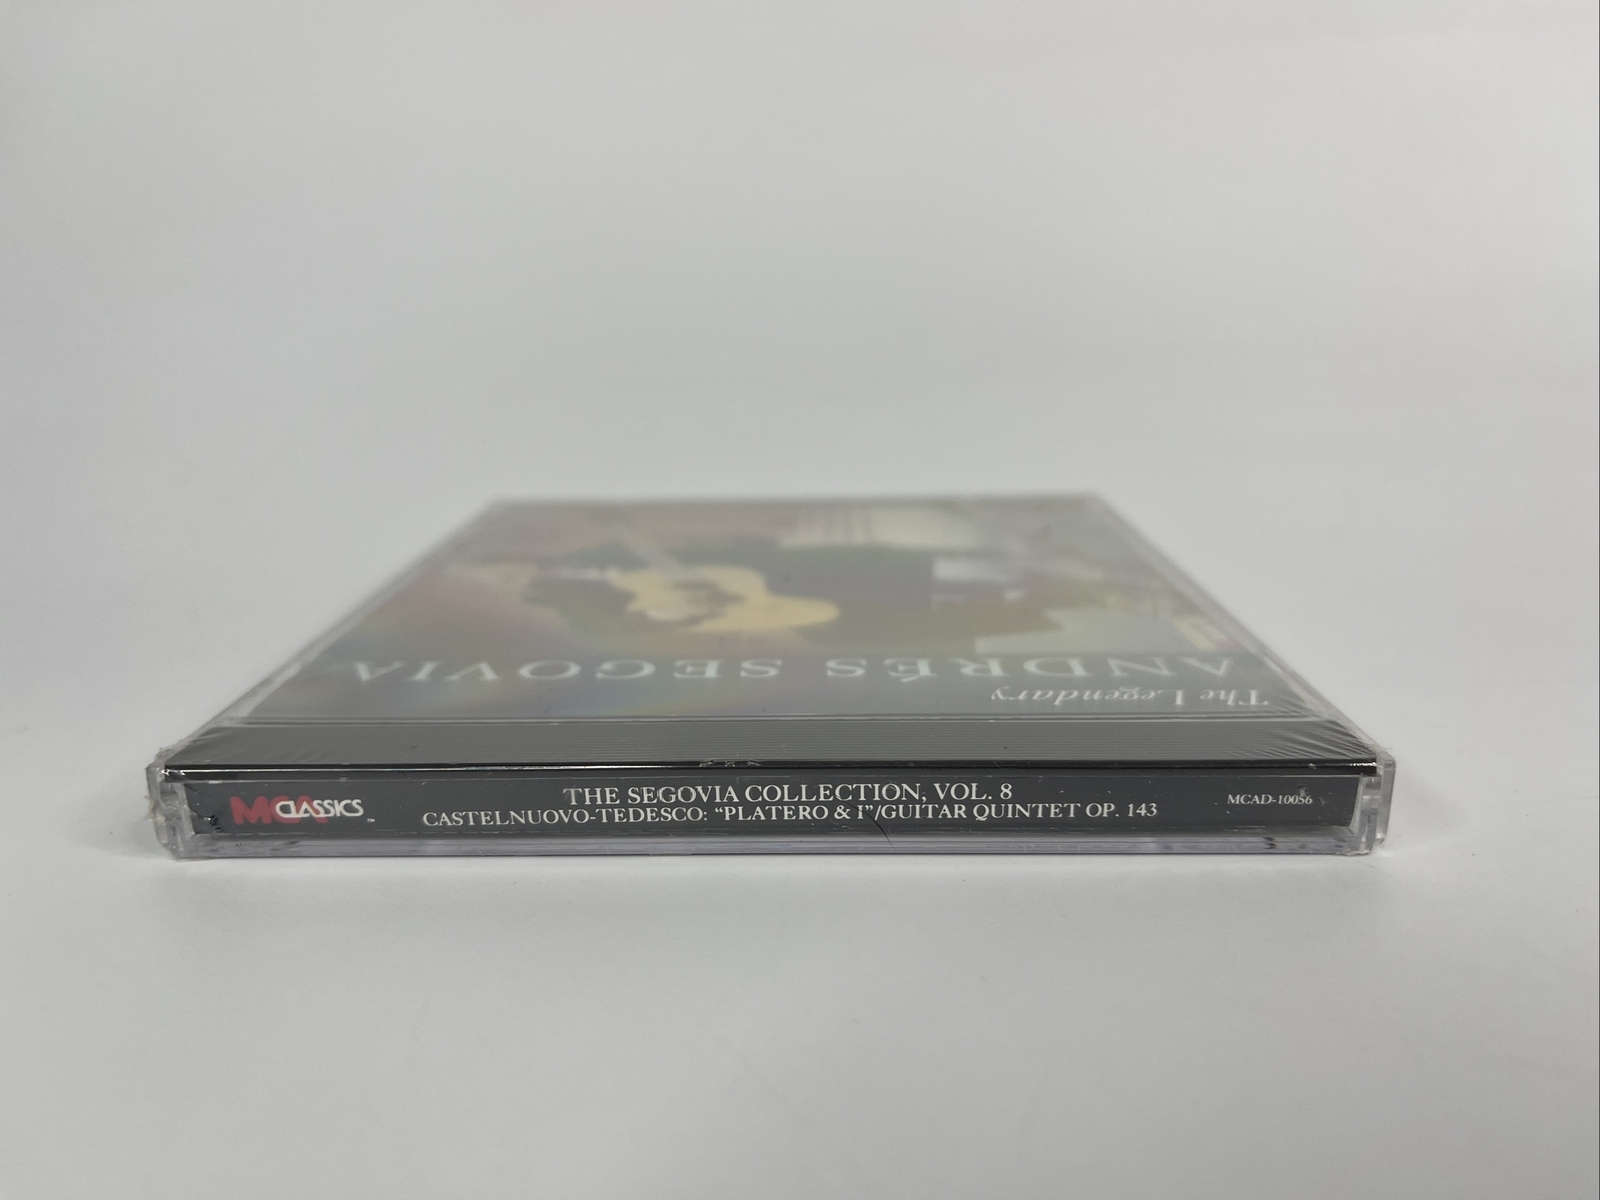 The Legendary
ANDRÉS SEGOVIA
MCA CLASSICS ™
THE SEGOVIA COLLECTION, VOL. 8
CASTELNUOVO-TEDESCO: “PLATERO & I”/GUITAR QUINTET OP. 143
MCAD-10056